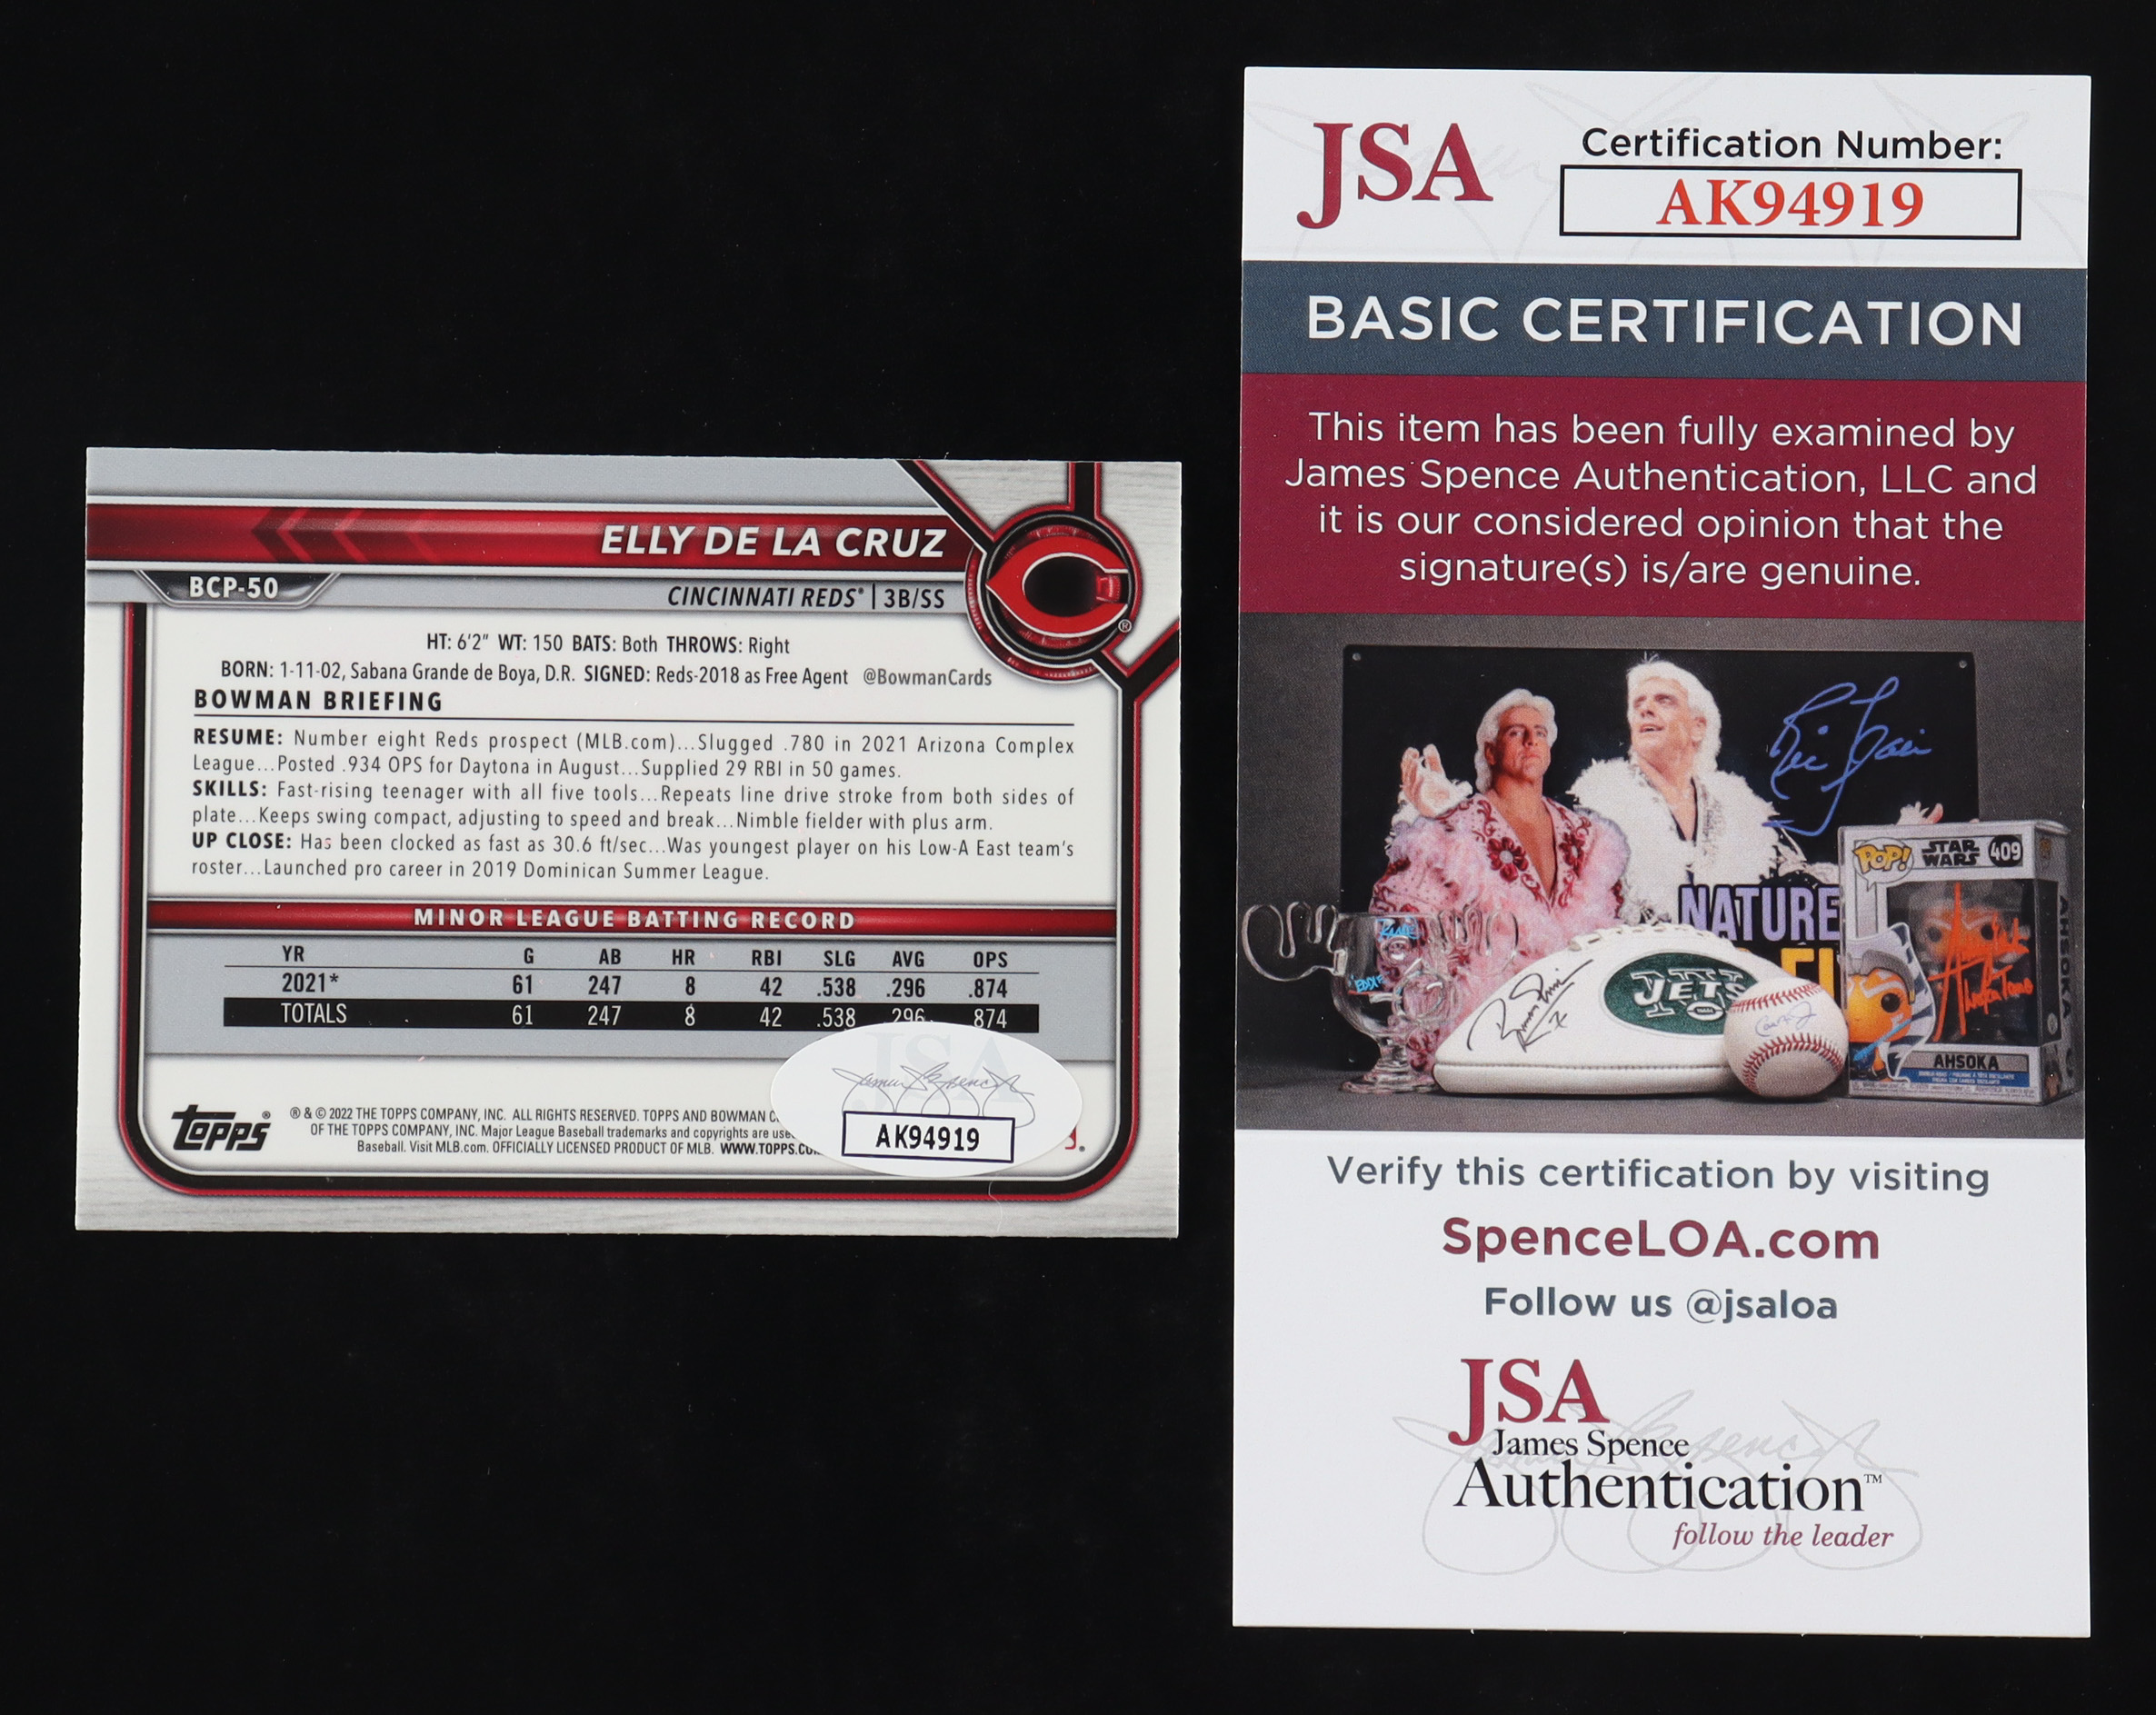 ELLY DE LA CRUZ
BCP-50
CINCINNATI REDS® | 3B/SS
HT: 6'2" WT: 150 BATS: Both THROWS: Right
BORN: 1-11-02, Sabana Grande de Boya, D.R. SIGNED: Reds-2018 as Free Agent @BowmanCards
BOWMAN BRIEFING
RESUME: Number eight Reds prospect (MLB.com)...Slugged .780 in 2021 Arizona Complex
League...Posted .934 OPS for Daytona in August...Supplied 29 RBI in 50 games.
SKILLS: Fast-rising teenager with all five tools...Repeats line drive stroke from both sides of
plate...Keeps swing compact, adjusting to speed and break...Nimble fielder with plus arm.
UP CLOSE: Has been clocked as fast as 30.6 ft/sec...Was youngest player on his Low-A East team's
roster...Launched pro career in 2019 Dominican Summer League.
MINOR LEAGUE BATTING RECORD
YR G AB HR RBI SLG AVG OPS
2021* 61 247 8 42 .538 .296 .874
TOTALS 61 247 8 42 .538 .296 .874
Topps®
® & © 2022 THE TOPPS COMPANY, INC. ALL RIGHTS RESERVED. TOPPS AND BOWMAN
OF THE TOPPS COMPANY, INC. Major League Baseball trademarks and copyrights are
Baseball. Visit MLB.com. OFFICIALLY LICENSED PRODUCT OF MLB. WWW.TOPPS.
JSA
James Spence
AK94919
JSA
Certification Number:
AK94919
BASIC CERTIFICATION
This item has been fully examined by
James Spence Authentication, LLC and
it is our considered opinion that the
signature(s) is/are genuine.
Ric Flair
POP! STAR WARS 409
NATURE
JETS
AHSOKA
AHSOKA
Verify this certification by visiting
SpenceLOA.com
Follow us @jsaloa
JSA
James Spence
Authentication™
follow the leader